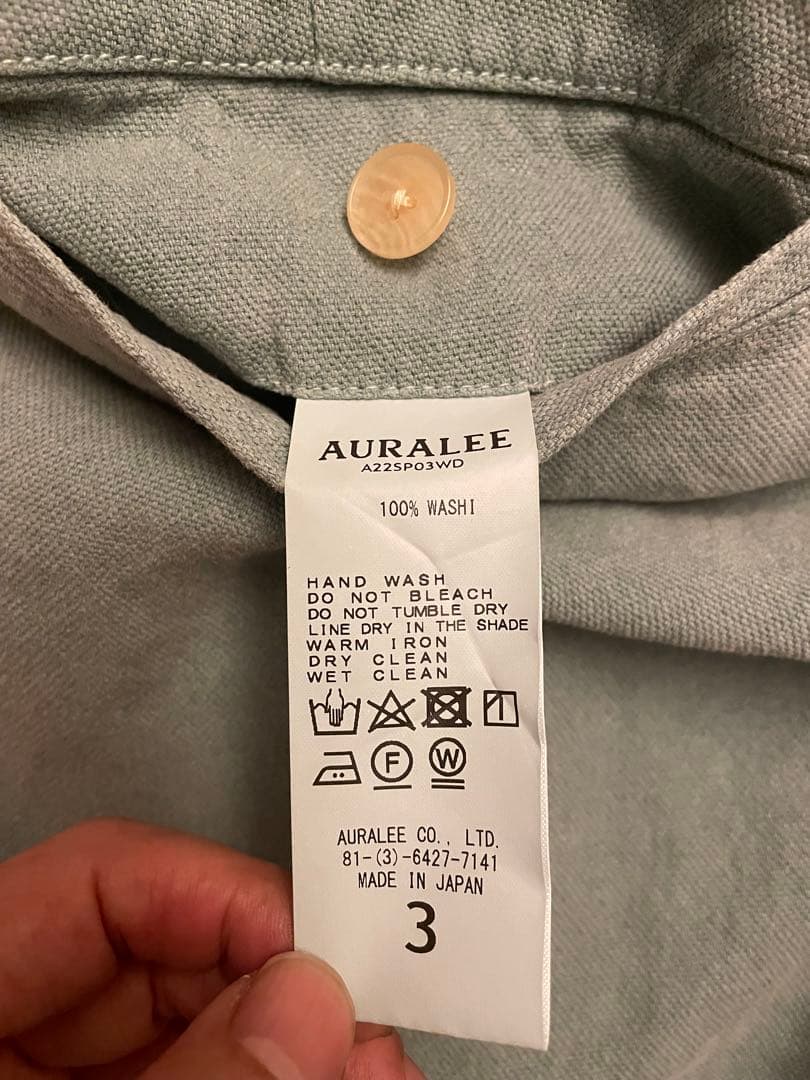 AURALEE
A22SP03WD
100% WASHI
HAND WASH
DO NOT BLEACH
DO NOT TUMBLE DRY
LINE DRY IN THE SHADE
WARM IRON
DRY CLEAN
WET CLEAN
F W
AURALEE CO., LTD.
81-(3)-6427-7141
MADE IN JAPAN
3